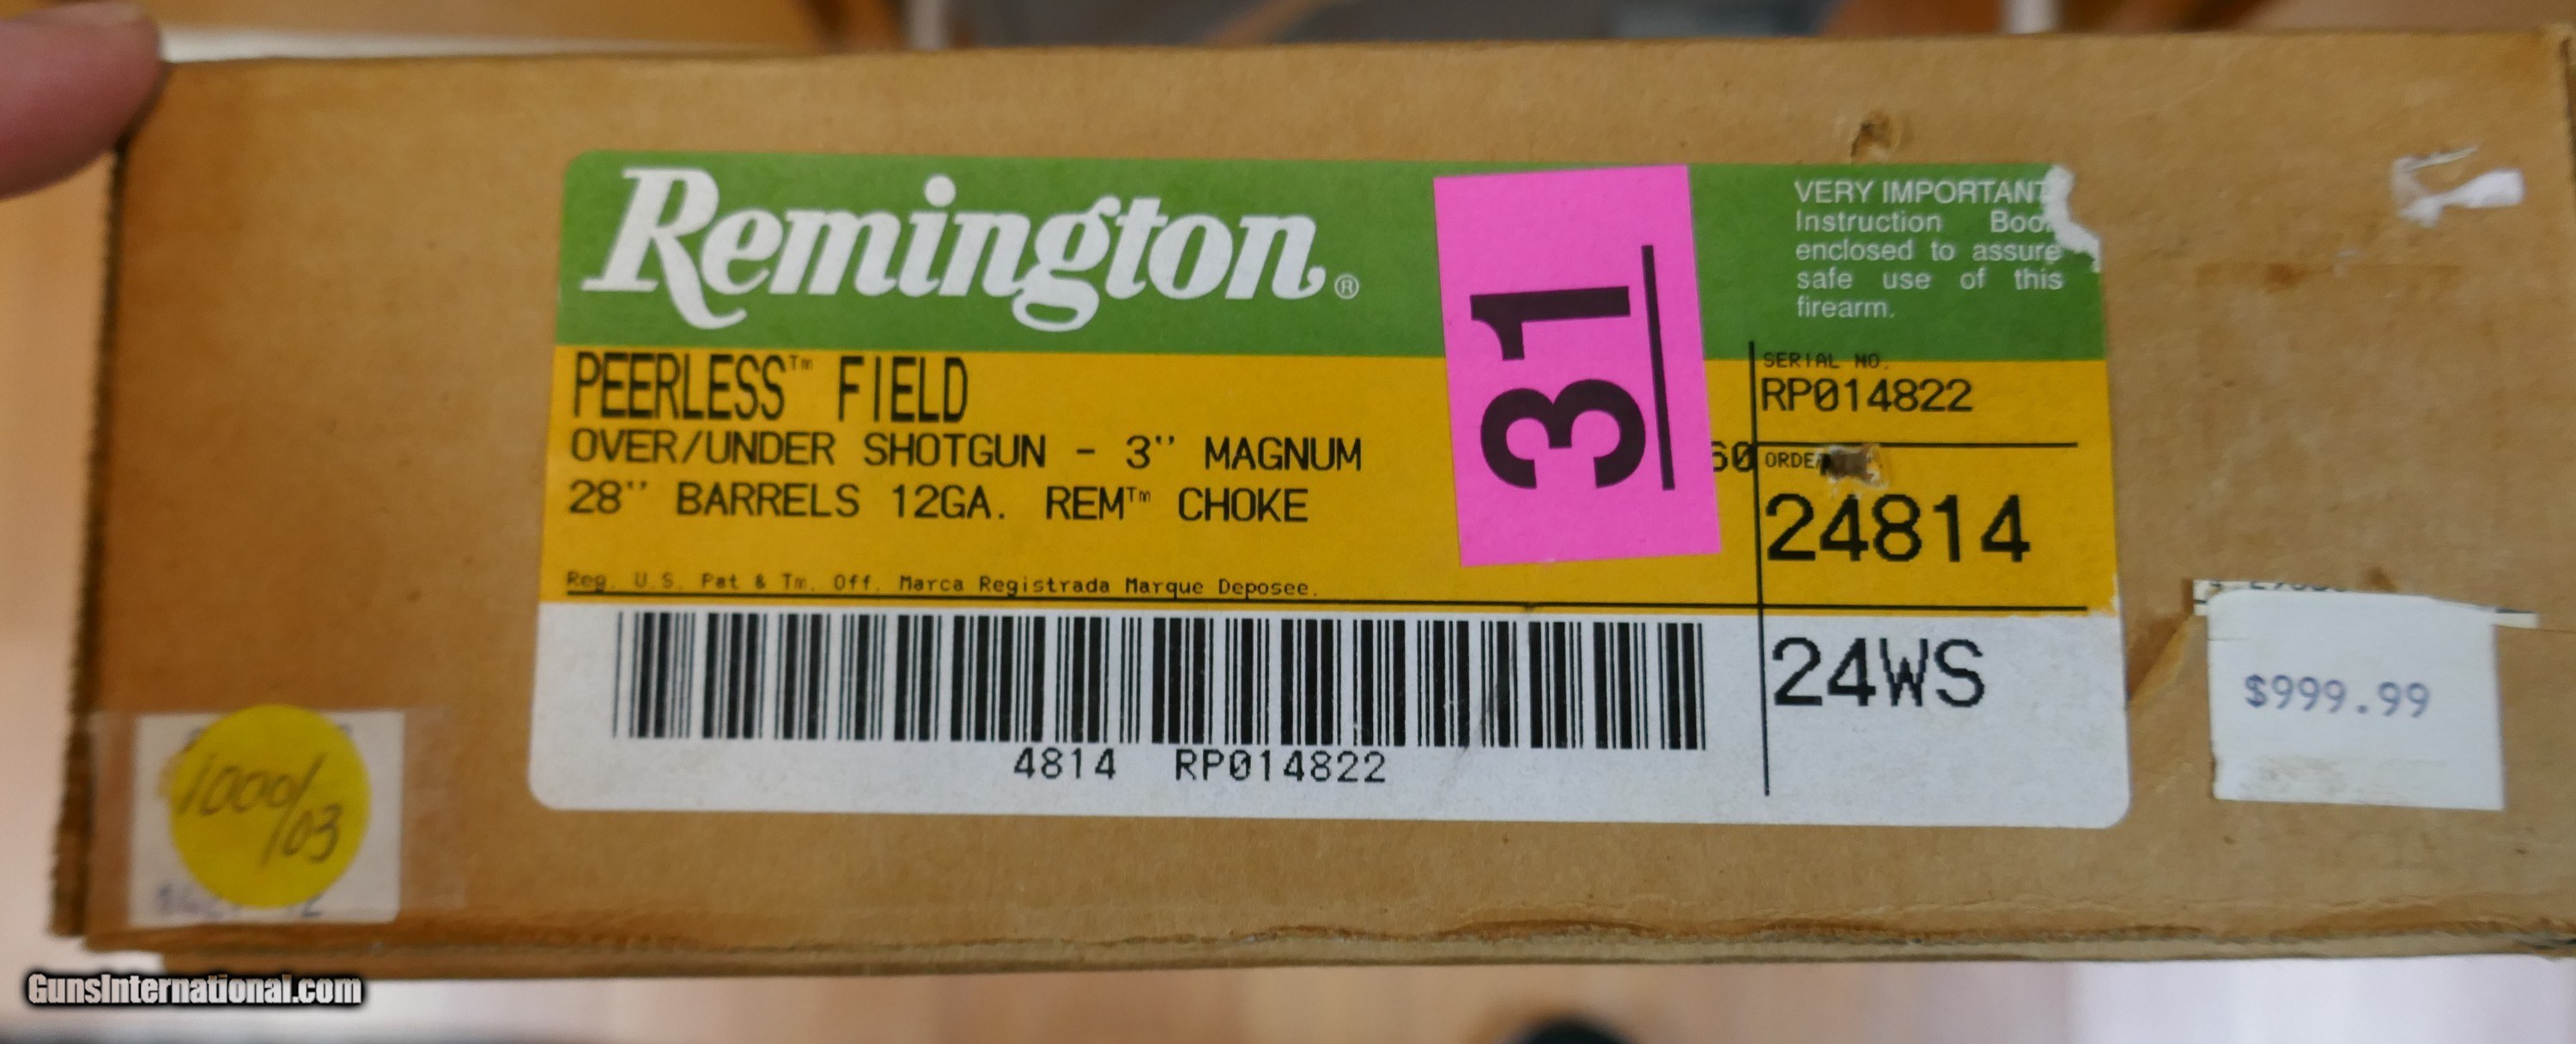 Remington®
VERY IMPORTANT
Instruction
enclosed to assure
safe use of this
firearm.
31
PEERLESS™ FIELD
OVER/UNDER SHOTGUN - 3" MAGNUM
28" BARRELS 12GA. REM™ CHOKE
Reg. U.S. Pat & Tm. Off. Marca Registrada Marque Deposee.
SERIAL NO.
RP014822
60
24814
24WS
4814 RP014822
$999.99
1000/03
GunsInternational.com